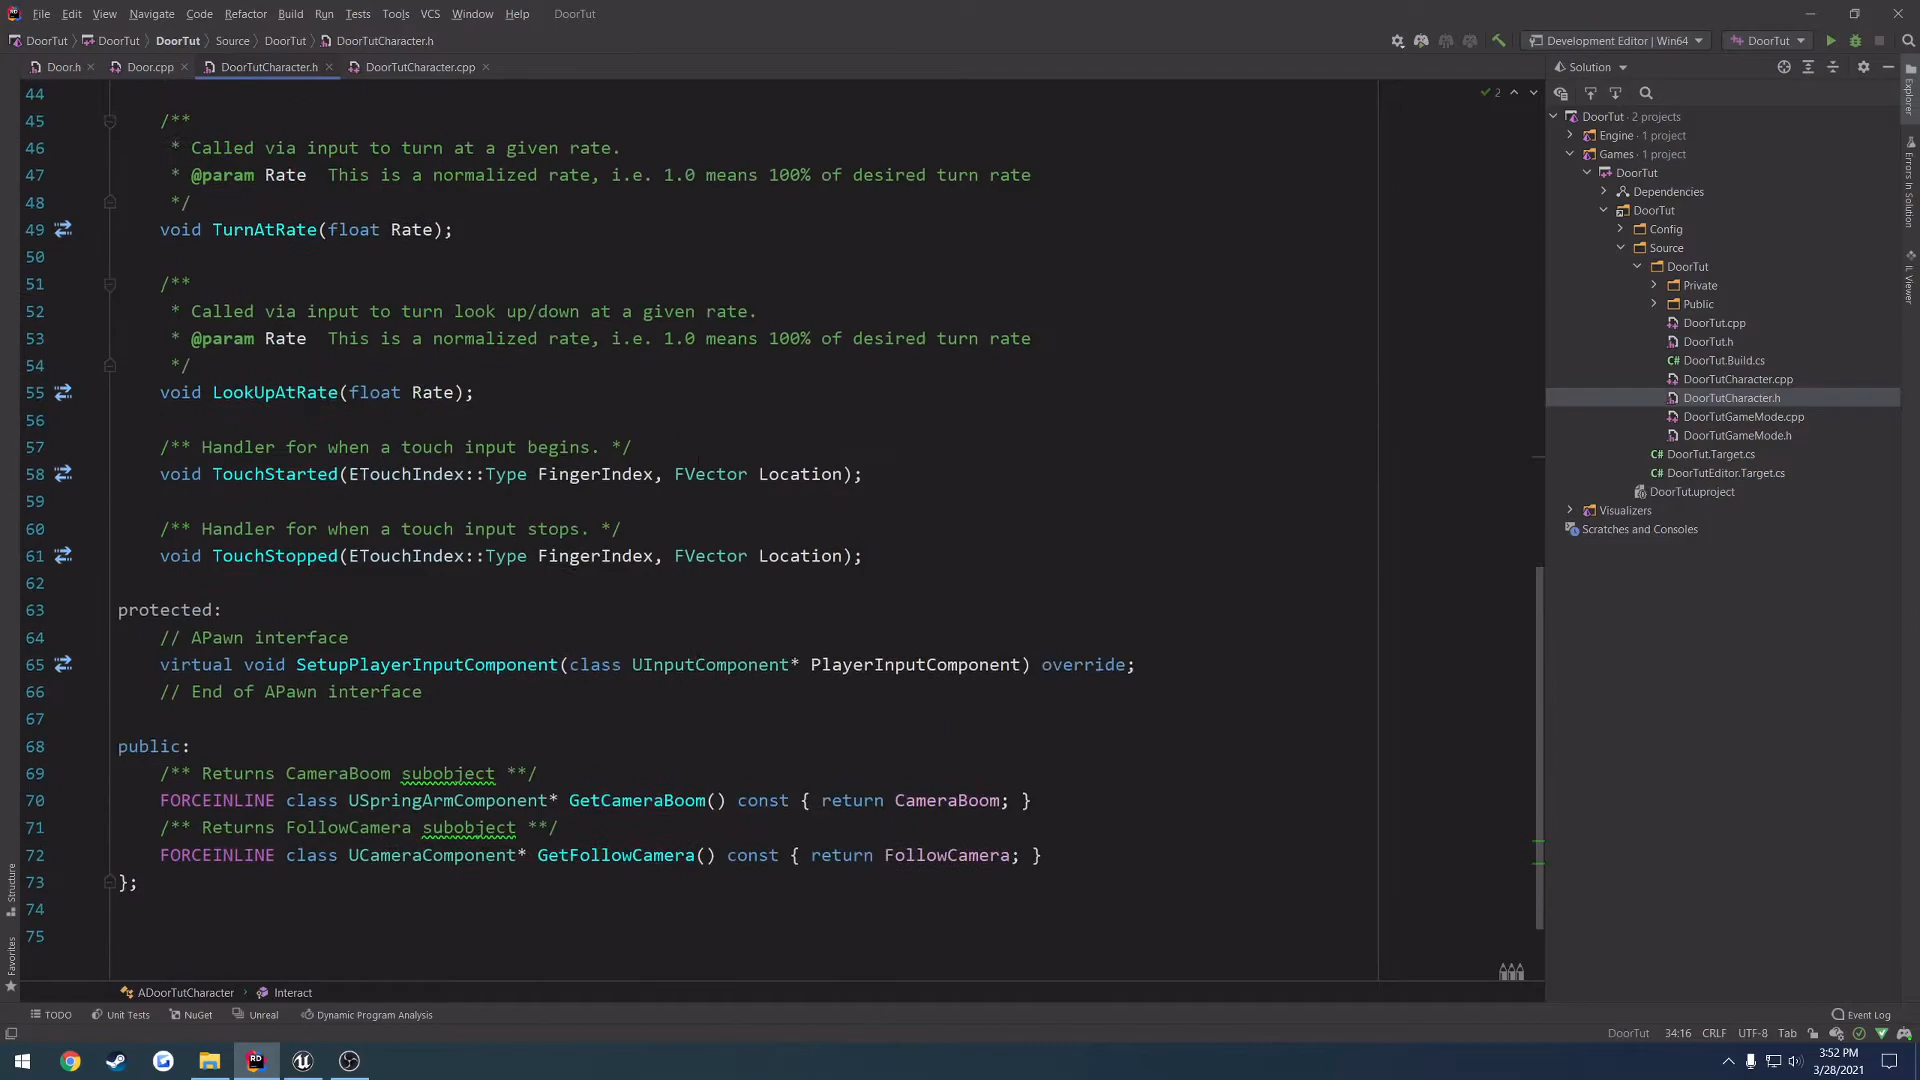 File Edit View Navigate Code Refactor Build Run Tests Tools VCS Window Help DoorTut
DoorTut DoorTut DoorTut Source DoorTut DoorTutCharacter.h
Development Editor | Win64 DoorTut
Door.h Door.cpp DoorTutCharacter.h DoorTutCharacter.cpp
Solution
2
44
45 /**
46 * Called via input to turn at a given rate.
47 * @param Rate This is a normalized rate, i.e. 1.0 means 100% of desired turn rate
48 */
49 void TurnAtRate(float Rate);
50
51 /**
52 * Called via input to turn look up/down at a given rate.
53 * @param Rate This is a normalized rate, i.e. 1.0 means 100% of desired turn rate
54 */
55 void LookUpAtRate(float Rate);
56
57 /** Handler for when a touch input begins. */
58 void TouchStarted(ETouchIndex::Type FingerIndex, FVector Location);
59
60 /** Handler for when a touch input stops. */
61 void TouchStopped(ETouchIndex::Type FingerIndex, FVector Location);
62
63 protected:
64 // APawn interface
65 virtual void SetupPlayerInputComponent(class UInputComponent* PlayerInputComponent) override;
66 // End of APawn interface
67
68 public:
69 /** Returns CameraBoom subobject **/
70 FORCEINLINE class USpringArmComponent* GetCameraBoom() const { return CameraBoom; }
71 /** Returns FollowCamera subobject **/
72 FORCEINLINE class UCameraComponent* GetFollowCamera() const { return FollowCamera; }
73 };
74
75
DoorTut · 2 projects
Engine · 1 project
Games · 1 project
DoorTut
Dependencies
DoorTut
Config
Source
DoorTut
Private
Public
DoorTut.cpp
DoorTut.h
C# DoorTut.Build.cs
DoorTutCharacter.cpp
DoorTutCharacter.h
DoorTutGameMode.cpp
DoorTutGameMode.h
C# DoorTut.Target.cs
C# DoorTutEditor.Target.cs
DoorTut.uproject
Visualizers
Scratches and Consoles
Explorer
Errors In Solution
IL Viewer
Structure
Favorites
ADoorTutCharacter Interact
TODO Unit Tests NuGet Unreal Dynamic Program Analysis Event Log
DoorTut 34:16 CRLF UTF-8 Tab
RD
3:52 PM
3/28/2021